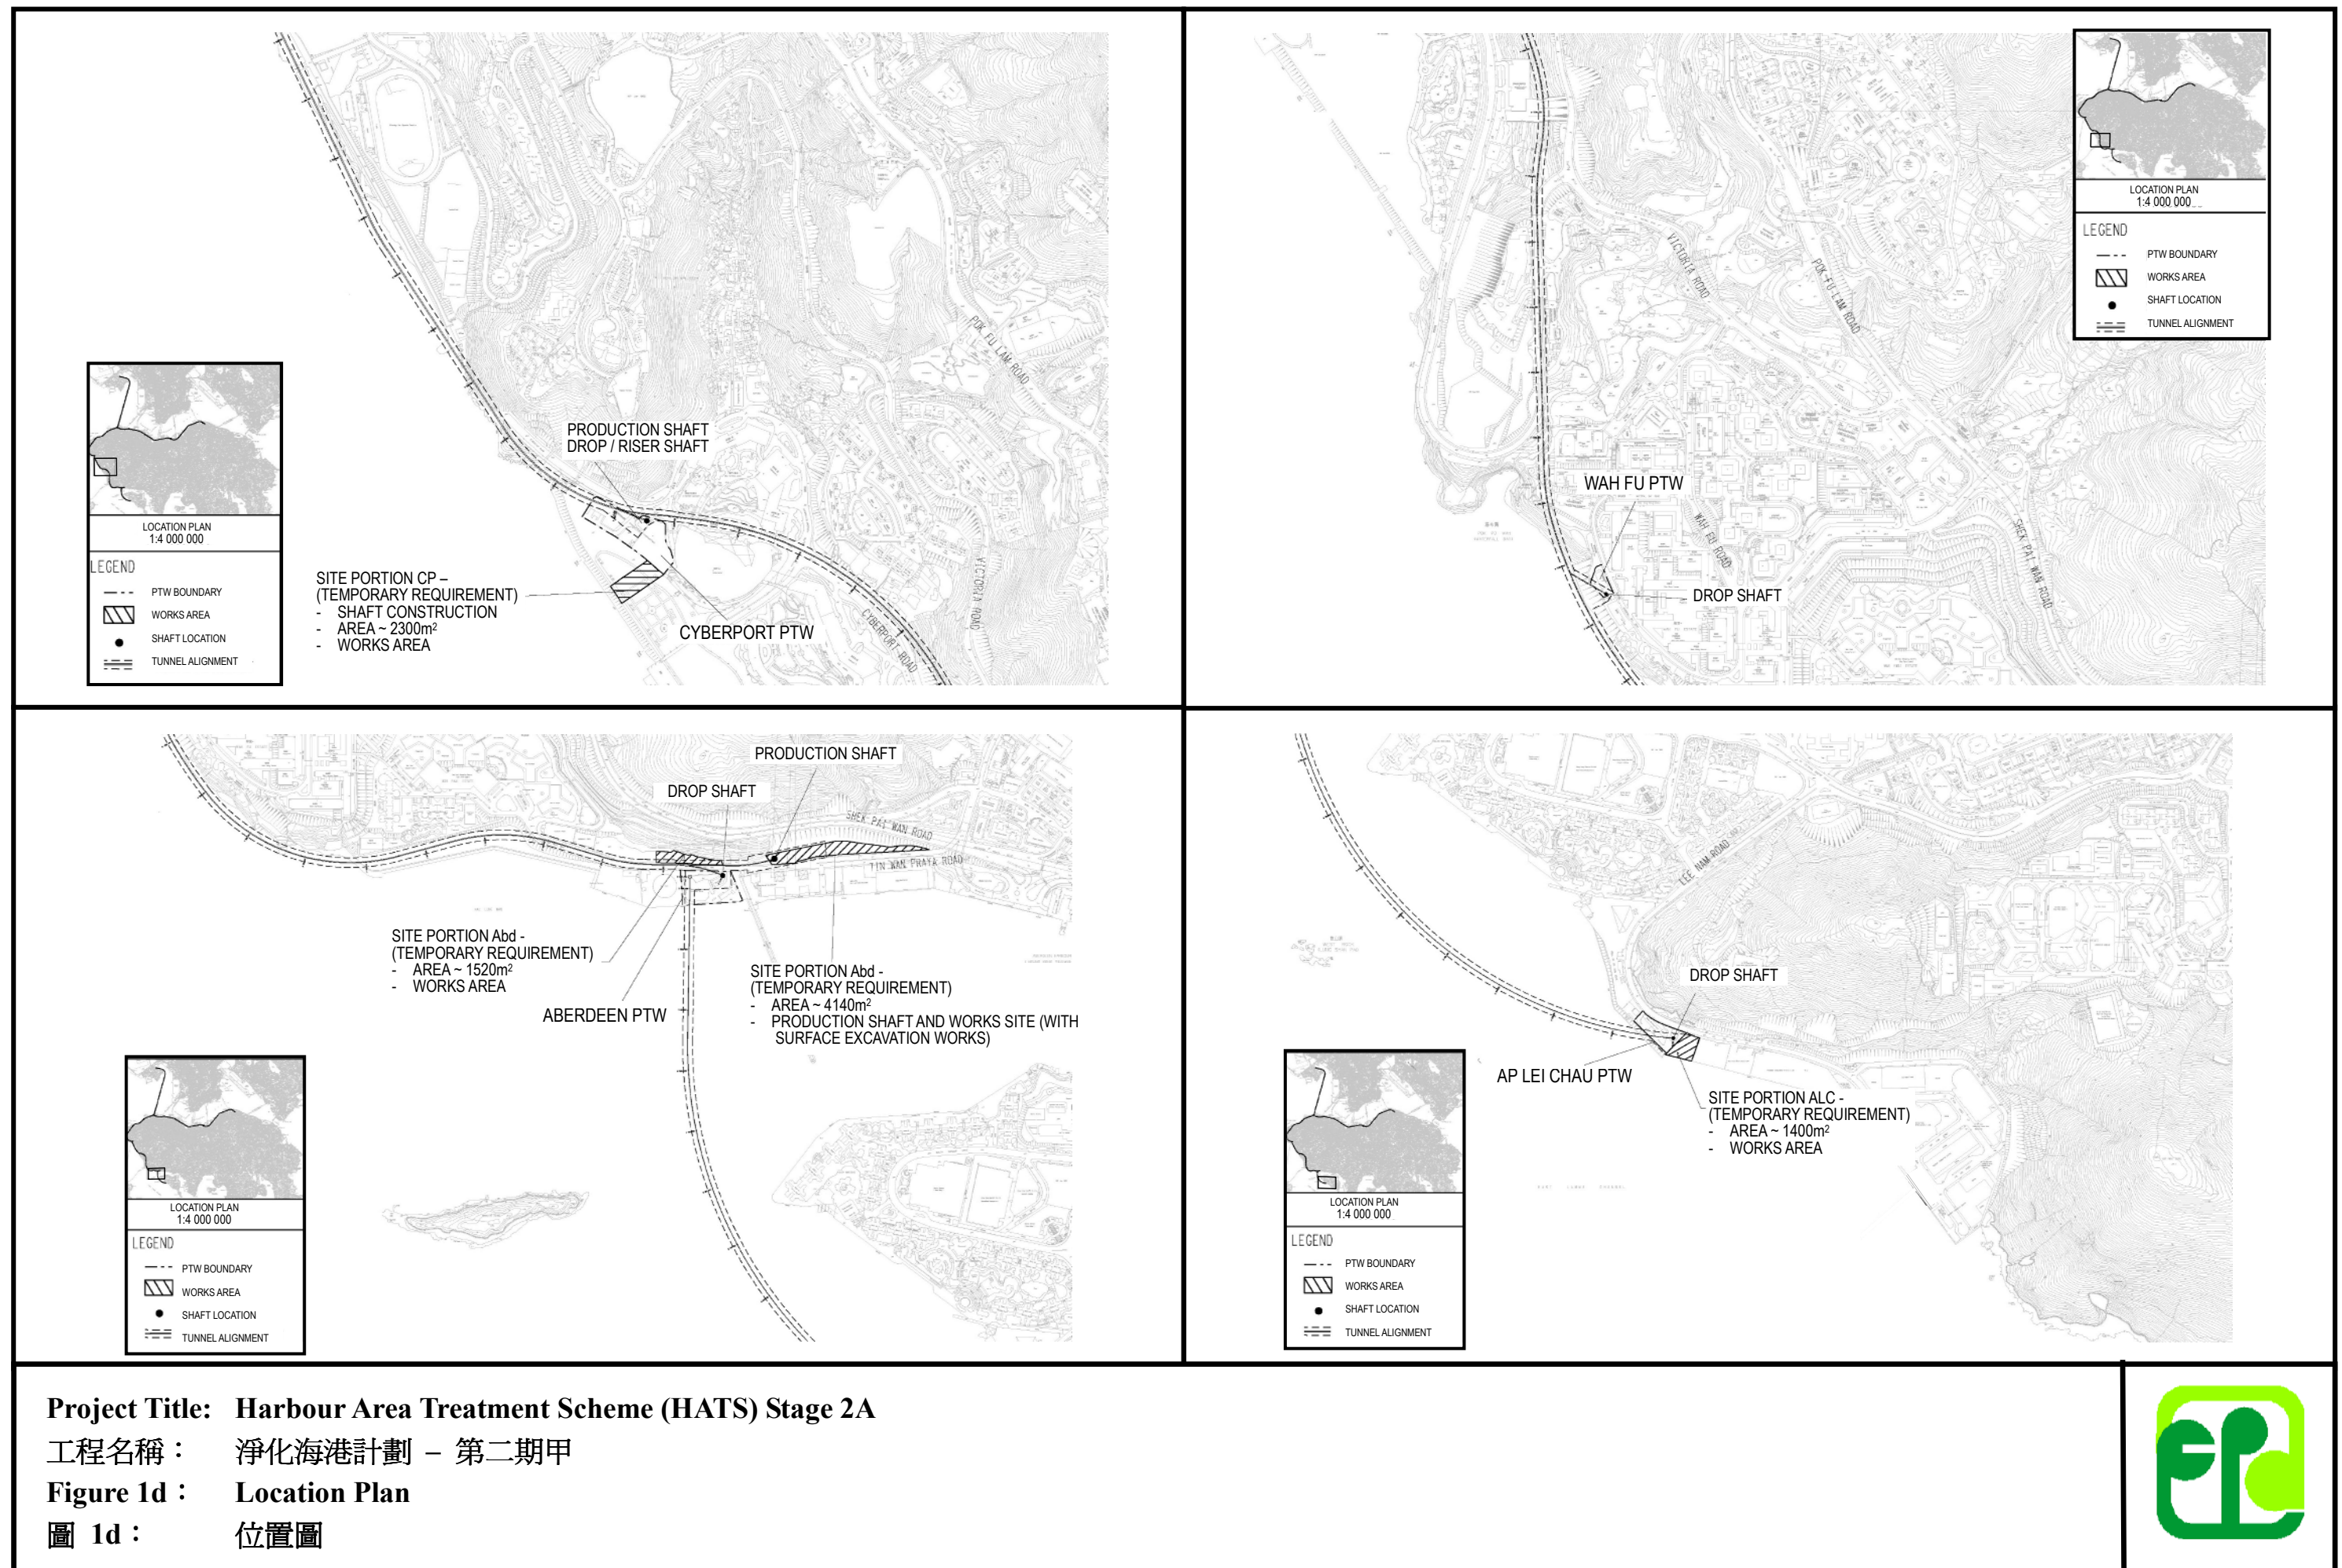 POK FU LAM ROAD
PRODUCTION SHAFT
DROP / RISER SHAFT
LOCATION PLAN
1:4 000 000
LEGEND
PTW BOUNDARY
WORKS AREA
SHAFT LOCATION
TUNNEL ALIGNMENT
SITE PORTION CP –
(TEMPORARY REQUIREMENT)
- SHAFT CONSTRUCTION
- AREA ~ 2300m²
- WORKS AREA
CYBERPORT PTW
CYBERPORT ROAD
VICTORIA ROAD
LOCATION PLAN
1:4 000 000
LEGEND
PTW BOUNDARY
WORKS AREA
SHAFT LOCATION
TUNNEL ALIGNMENT
VICTORIA ROAD
POK-FU-LAM ROAD
WAH FU PTW
WAH FU ROAD
SHEK PAI WAN ROAD
DROP SHAFT
PRODUCTION SHAFT
DROP SHAFT
SHEK PAI WAN ROAD
TIN WAN PRAYA ROAD
SITE PORTION Abd -
(TEMPORARY REQUIREMENT)
- AREA ~ 1520m²
- WORKS AREA
ABERDEEN PTW
SITE PORTION Abd -
(TEMPORARY REQUIREMENT)
- AREA ~ 4140m²
- PRODUCTION SHAFT AND WORKS SITE (WITH
SURFACE EXCAVATION WORKS)
LOCATION PLAN
1:4 000 000
LEGEND
PTW BOUNDARY
WORKS AREA
SHAFT LOCATION
TUNNEL ALIGNMENT
LEE NAM ROAD
DROP SHAFT
AP LEI CHAU PTW
SITE PORTION ALC -
(TEMPORARY REQUIREMENT)
- AREA ~ 1400m²
- WORKS AREA
EAST LAMMA CHANNEL
LOCATION PLAN
1:4 000 000
LEGEND
PTW BOUNDARY
WORKS AREA
SHAFT LOCATION
TUNNEL ALIGNMENT
Project Title: Harbour Area Treatment Scheme (HATS) Stage 2A
工程名稱： 淨化海港計劃 – 第二期甲
Figure 1d： Location Plan
圖 1d： 位置圖